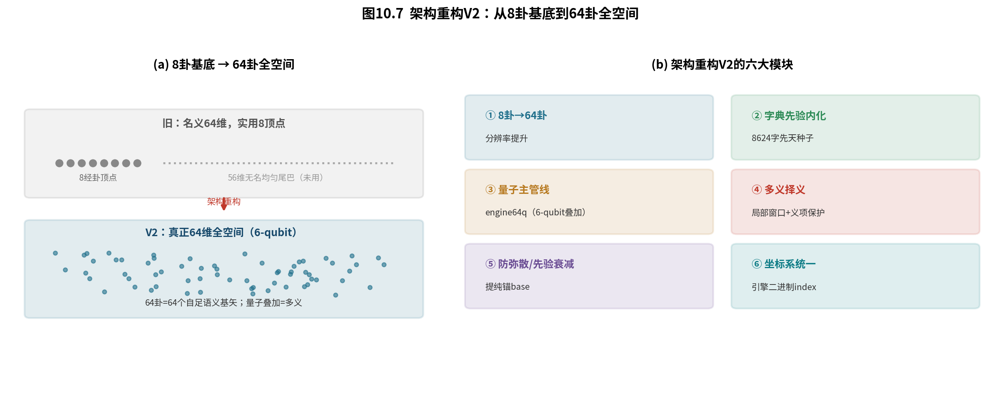 图10.7 架构重构V2：从8卦基底到64卦全空间
(a) 8卦基底 → 64卦全空间
旧：名义64维，实用8顶点
8经卦顶点
56维无名均匀尾巴（未用）
架构重构
V2：真正64维全空间（6-qubit）
64卦=64个自足语义基矢；量子叠加=多义
(b) 架构重构V2的六大模块
① 8卦→64卦
分辨率提升
② 字典先验内化
8624字先天种子
③ 量子主管线
engine64q（6-qubit叠加）
④ 多义择义
局部窗口+义项保护
⑤ 防弥散/先验衰减
提纯锚base
⑥ 坐标系统一
引擎二进制index